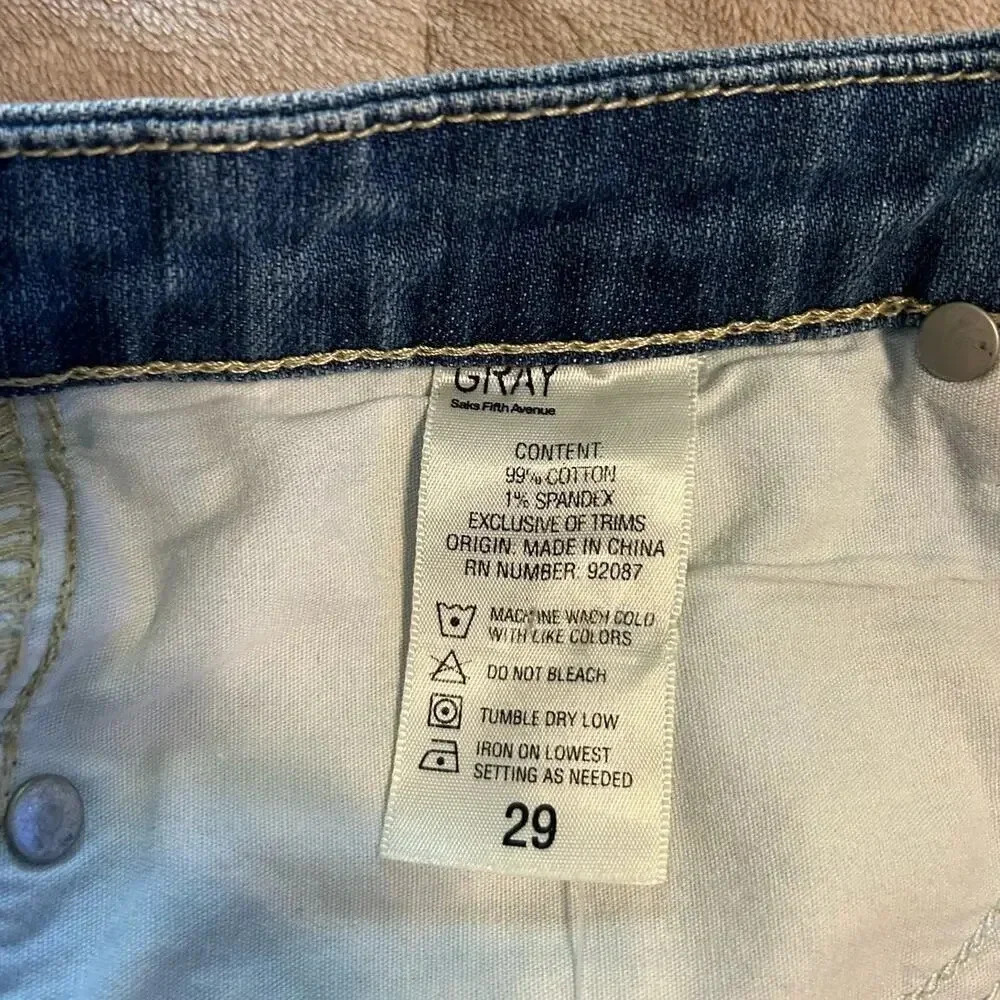 GRAY
Saks Fifth Avenue
CONTENT:
99% COTTON
1% SPANDEX
EXCLUSIVE OF TRIMS
ORIGIN: MADE IN CHINA
RN NUMBER: 92087
MACHINE WACH COLD
WITH LIKE COLORS
DO NOT BLEACH
TUMBLE DRY LOW
IRON ON LOWEST
SETTING AS NEEDED
29